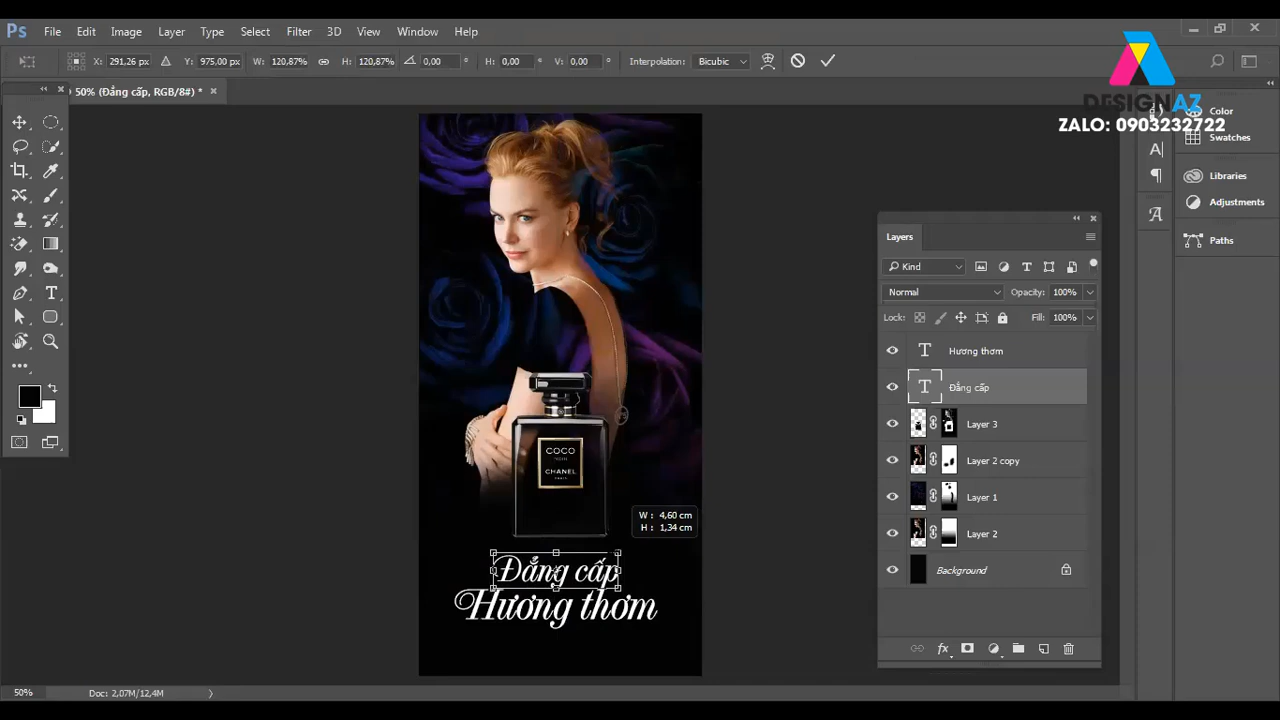 Ps File Edit Image Layer Type Select Filter 3D View Window Help
X: 291,26 px Y: 975.00 px W: 120,87% H: 120,87% 0,00 ° H: 0,00 ° V: 0,00 ° Interpolation: Bicubic
50% (Đẳng cấp, RGB/8#) *
DESIGNAZ
ZALO: 0903232722
Color
Swatches
Libraries
Adjustments
Paths
Layers
Kind
Normal Opacity: 100%
Lock: Fill: 100%
Hương thơm
Đẳng cấp
Layer 3
Layer 2 copy
Layer 1
Layer 2
Background
fx
COCO
NOIR
CHANEL
PARIS
W : 4,60 cm
H : 1,34 cm
Đẳng cấp
Hương thơm
50% Doc: 2,07M/12,4M